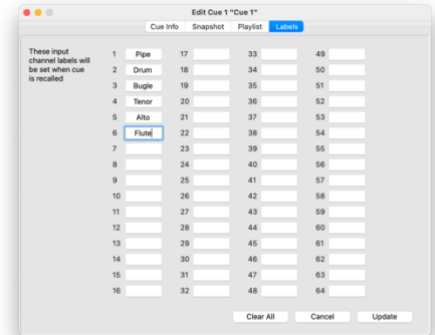 Edit Cue 1 "Cue 1"
Cue Info Snapshot Playlist Labels
These input
channel labels will
be set when cue
is recalled
1 Pipe 17 33 49
2 Drum 18 34 50
3 Bugle 19 35 51
4 Tenor 20 36 52
5 Alto 21 37 53
6 Flute 22 38 54
7 23 39 55
8 24 40 56
9 25 41 57
10 26 42 58
11 27 43 59
12 28 44 60
13 29 45 61
14 30 46 62
15 31 47 63
16 32 48 64
Clear All Cancel Update